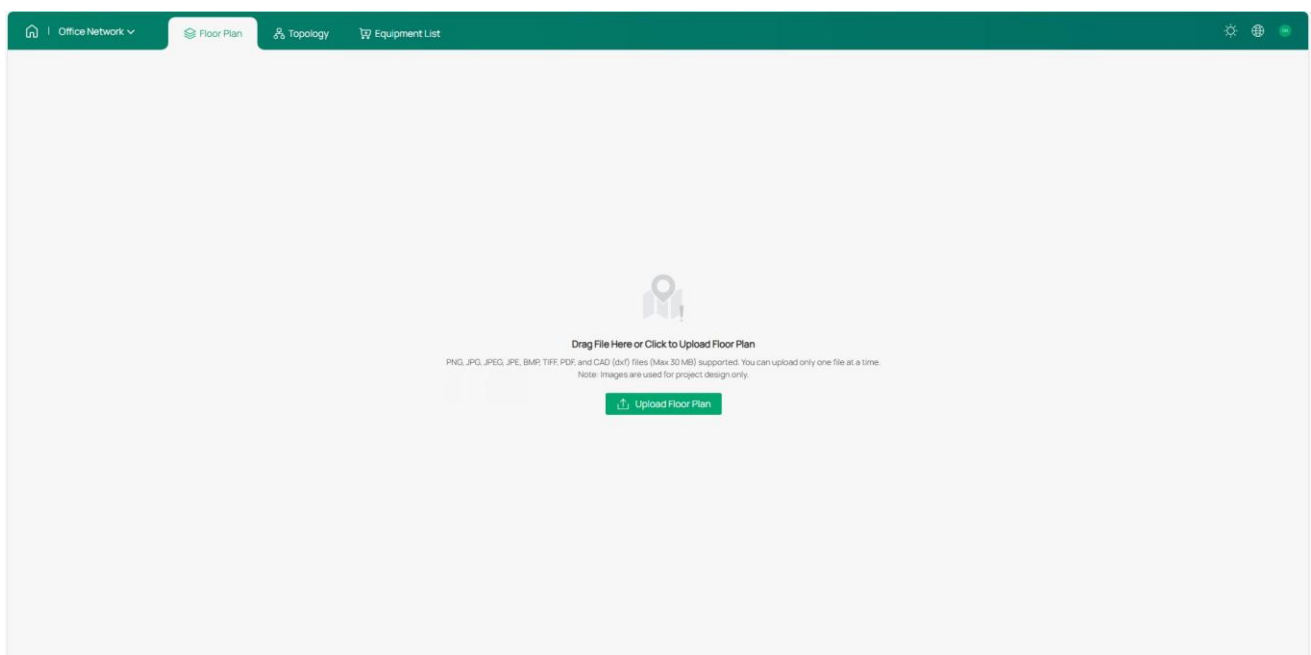 Office Network
Floor Plan
Topology
Equipment List
Drag File Here or Click to Upload Floor Plan
PNG, JPG, JPEG, JPE, BMP, TIFF, PDF, and CAD (dxf) files (Max 30 MB) supported. You can upload only one file at a time.
Note: Images are used for project design only.
Upload Floor Plan